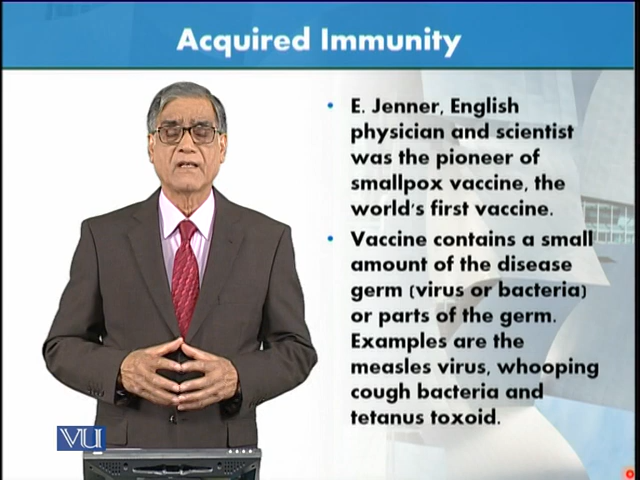 Acquired Immunity
• E. Jenner, English
physician and scientist
was the pioneer of
smallpox vaccine, the
world's first vaccine.
• Vaccine contains a small
amount of the disease
germ (virus or bacteria)
or parts of the germ.
Examples are the
measles virus, whooping
cough bacteria and
tetanus toxoid.
VU